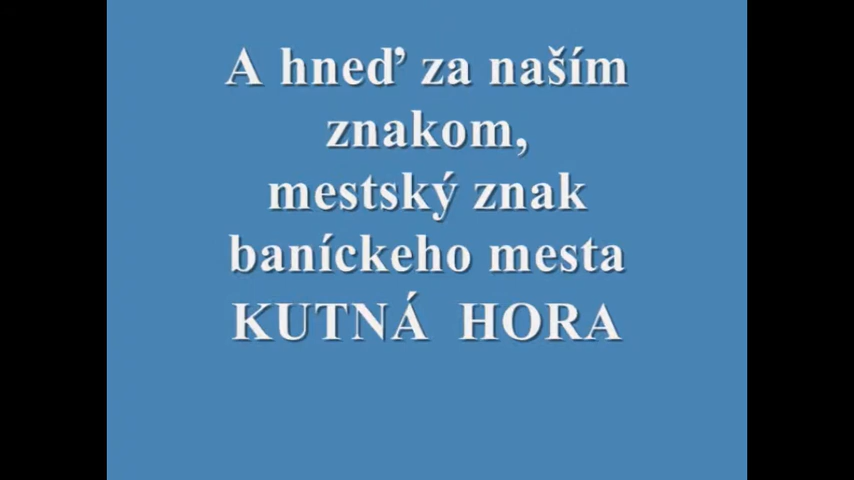 A hneď za naším
znakom,
mestský znak
baníckeho mesta
KUTNÁ HORA